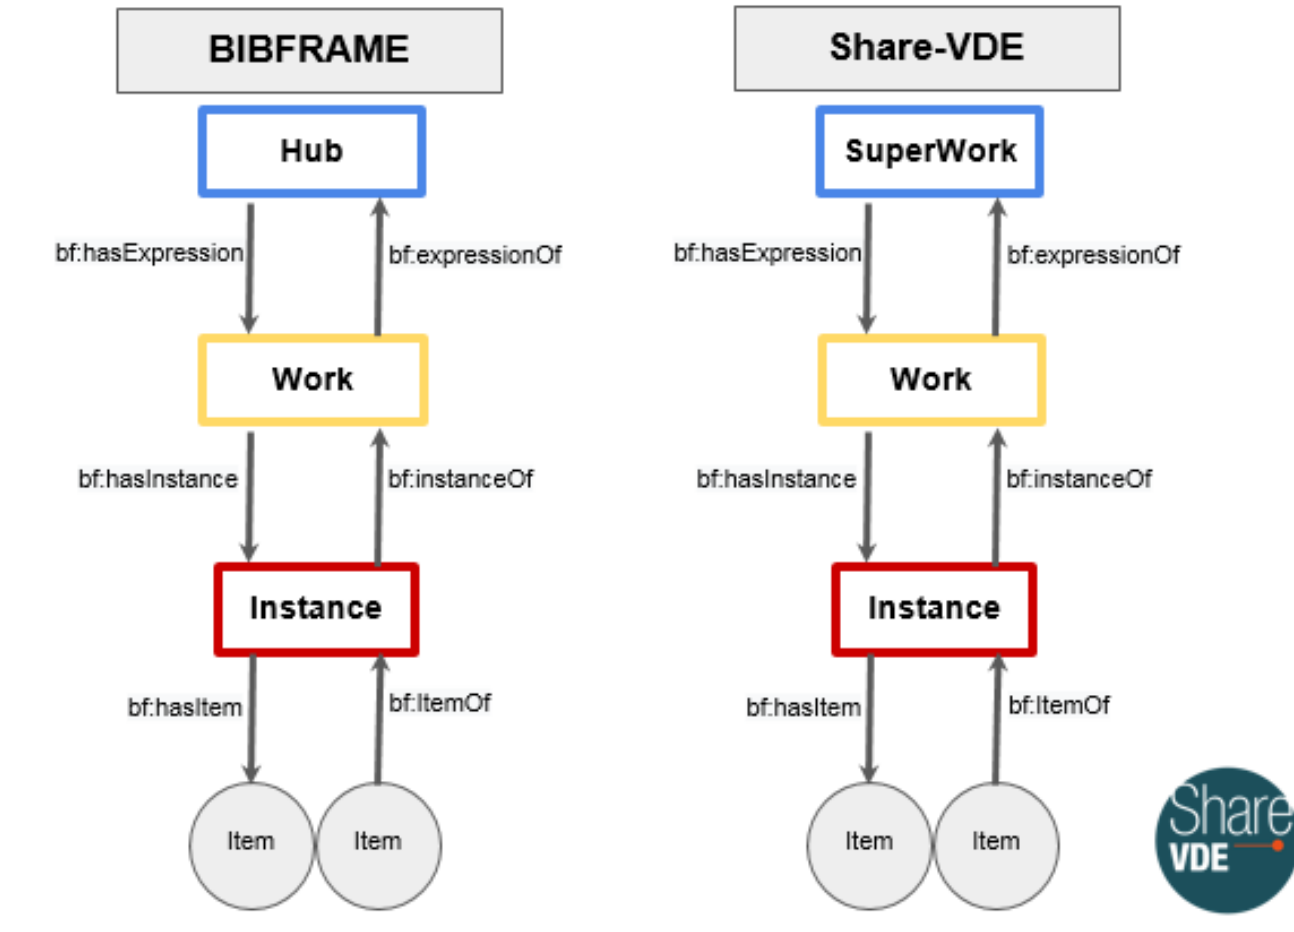 BIBFRAME
Hub
bf:hasExpression
bf:expressionOf
Work
bf:hasInstance
bf:instanceOf
Instance
bf:hasItem
bf:ItemOf
Item
Item
Share-VDE
SuperWork
bf:hasExpression
bf:expressionOf
Work
bf:hasInstance
bf:instanceOf
Instance
bf:hasItem
bf:ItemOf
Item
Item
Share
VDE